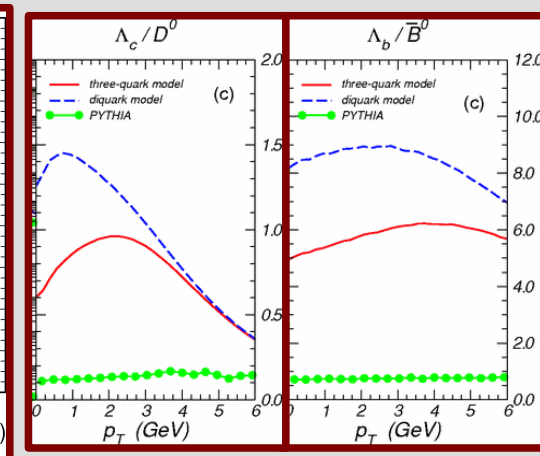 Λc/D⁰
three-quark model
diquark model
PYTHIA
(c)
2.0
1.5
1.0
0.5
0.0
0 1 2 3 4 5 6
pT (GeV)
Λb/B̅⁰
three-quark model
diquark model
PYTHIA
(c)
12.0
10.0
8.0
6.0
4.0
2.0
0.0
0 1 2 3 4 5 6
pT (GeV)
)